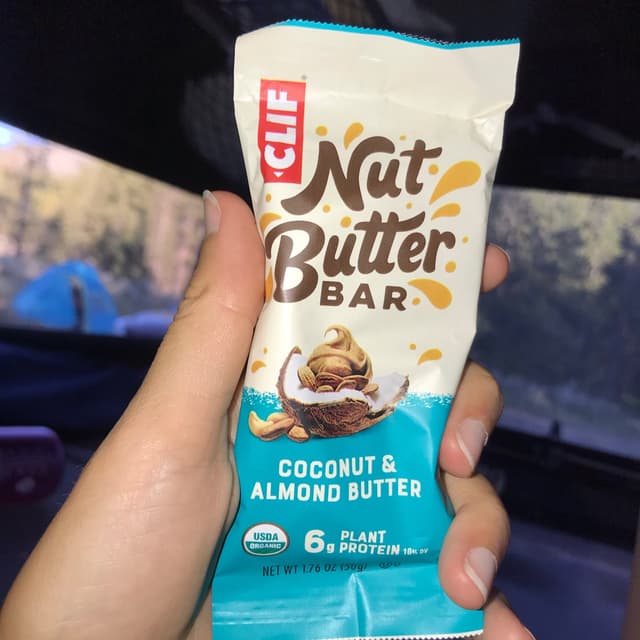 CLIF
Nut
Butter
BAR
COCONUT &
ALMOND BUTTER
USDA
ORGANIC
6g PLANT
PROTEIN
NET WT 1.76 OZ